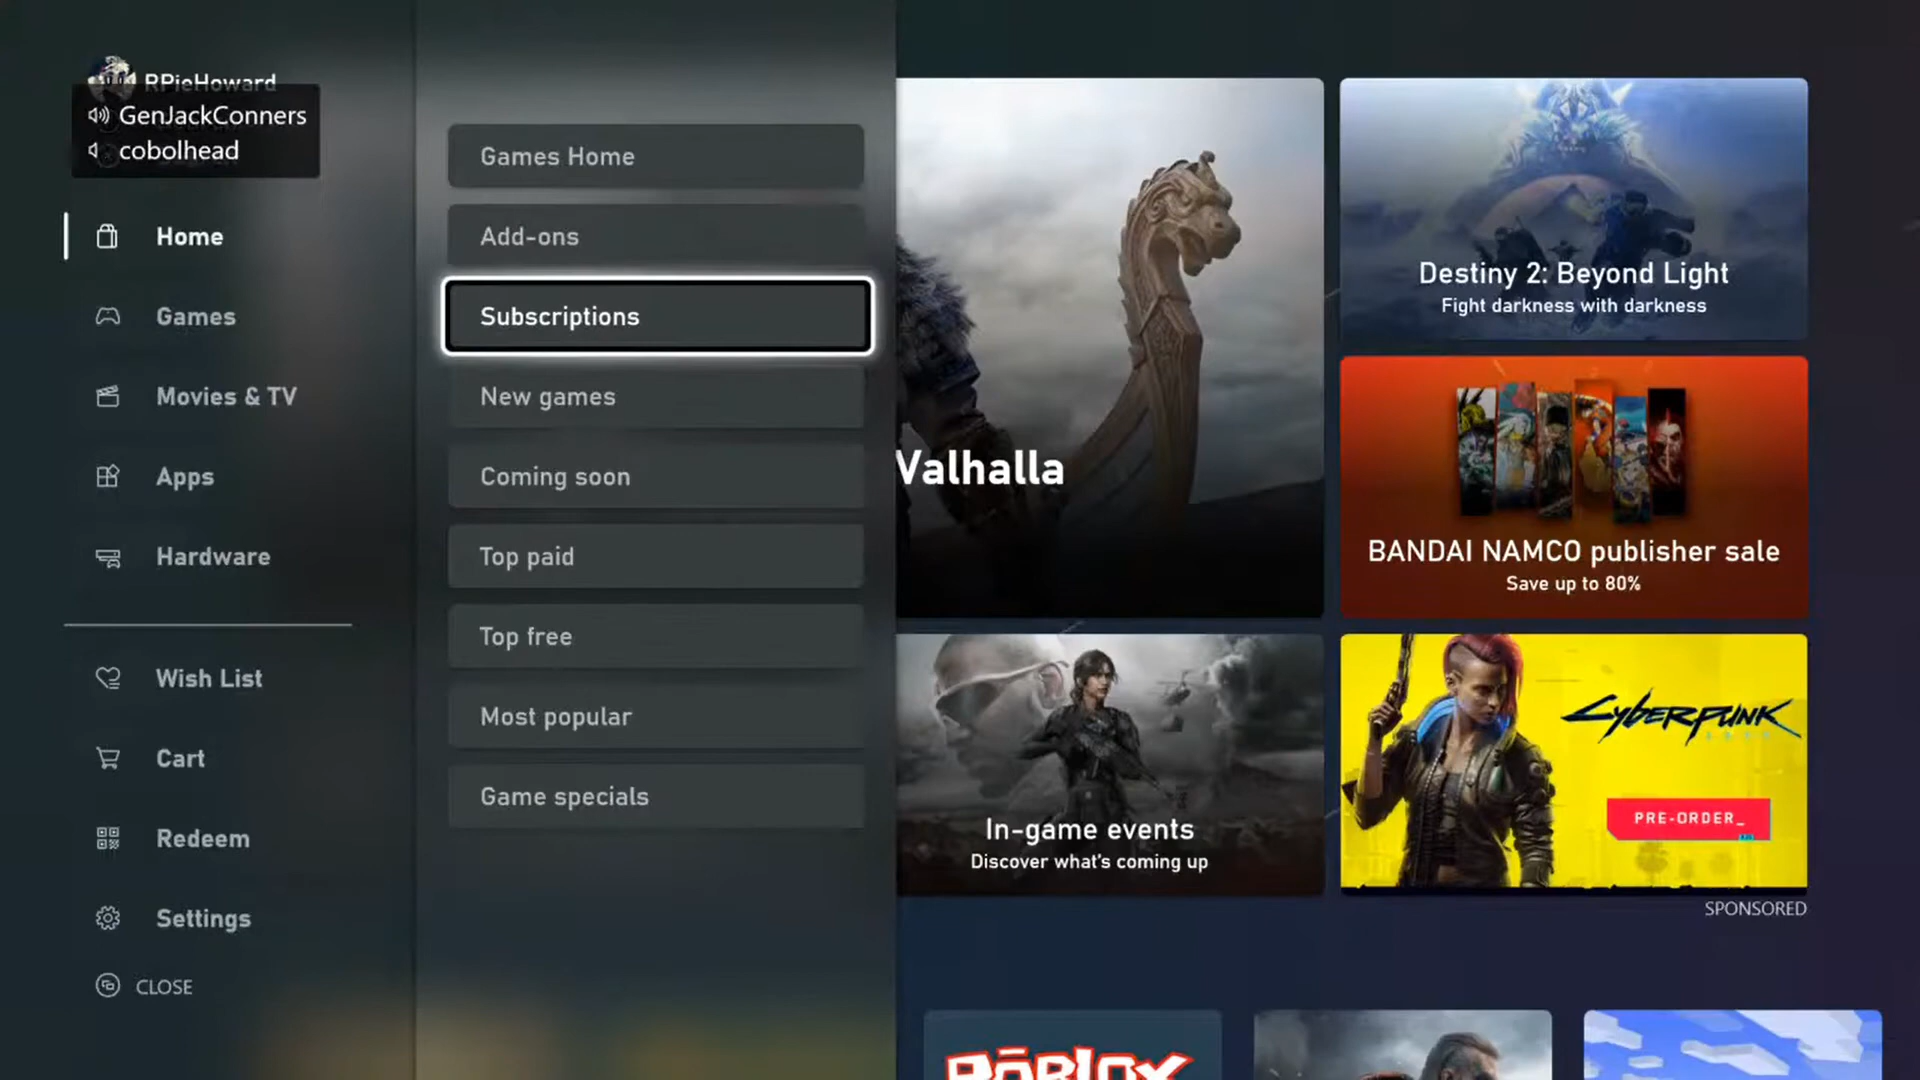 RPieHoward
GenJackConners
cobolhead
Home
Games
Movies & TV
Apps
Hardware
Wish List
Cart
Redeem
Settings
CLOSE
Games Home
Add-ons
Subscriptions
New games
Coming soon
Top paid
Top free
Most popular
Game specials
Valhalla
Destiny 2: Beyond Light
Fight darkness with darkness
BANDAI NAMCO publisher sale
Save up to 80%
In-game events
Discover what's coming up
CYBERPUNK
PRE-ORDER_
SPONSORED
ROBLOX